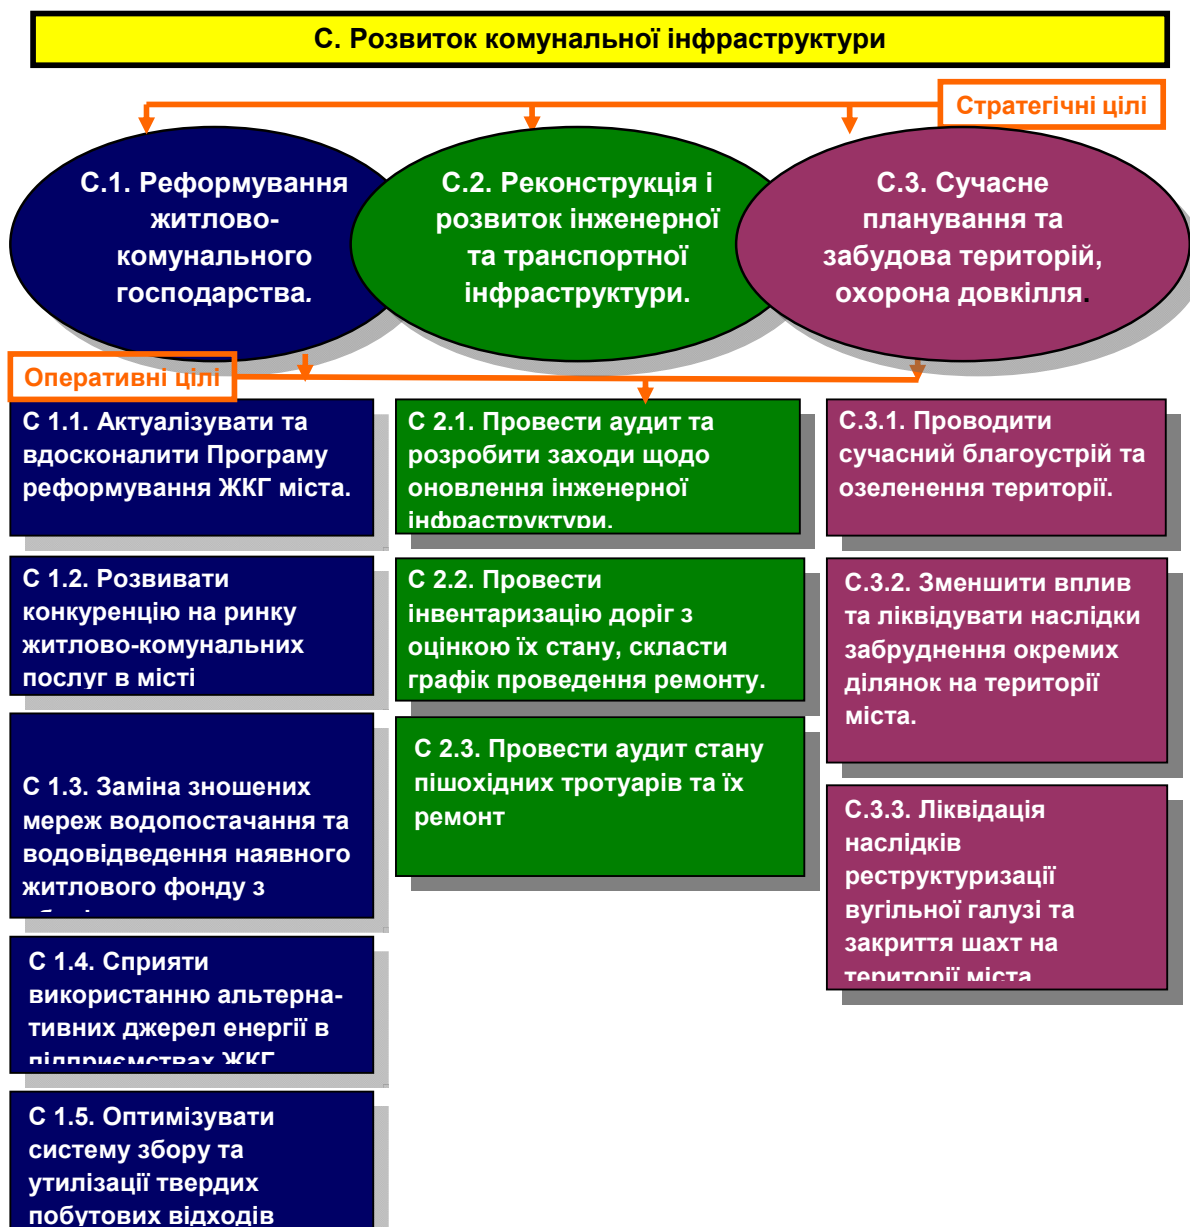 С. Розвиток комунальної інфраструктури
Стратегічні цілі
С.1. Реформування
житлово-
комунального
господарства.
С.2. Реконструкція і
розвиток інженерної
та транспортної
інфраструктури.
С.3. Сучасне
планування та
забудова територій,
охорона довкілля.
Оперативні цілі
С 1.1. Актуалізувати та
вдосконалити Програму
реформування ЖКГ міста.
С 1.2. Розвивати
конкуренцію на ринку
житлово-комунальних
послуг в місті
С 1.3. Заміна зношених
мереж водопостачання та
водовідведення наявного
житлового фонду з
С 1.4. Сприяти
використанню альтерна-
тивних джерел енергії в
підприємствах ЖКГ
С 1.5. Оптимізувати
систему збору та
утилізації твердих
побутових відходів
С 2.1. Провести аудит та
розробити заходи щодо
оновлення інженерної
інфраструктури.
С 2.2. Провести
інвентаризацію доріг з
оцінкою їх стану, скласти
графік проведення ремонту.
С 2.3. Провести аудит стану
пішохідних тротуарів та їх
ремонт
С.3.1. Проводити
сучасний благоустрій та
озеленення території.
С.3.2. Зменшити вплив
та ліквідувати наслідки
забруднення окремих
ділянок на території
міста.
С.3.3. Ліквідація
наслідків
реструктуризації
вугільної галузі та
закриття шахт на
території міста